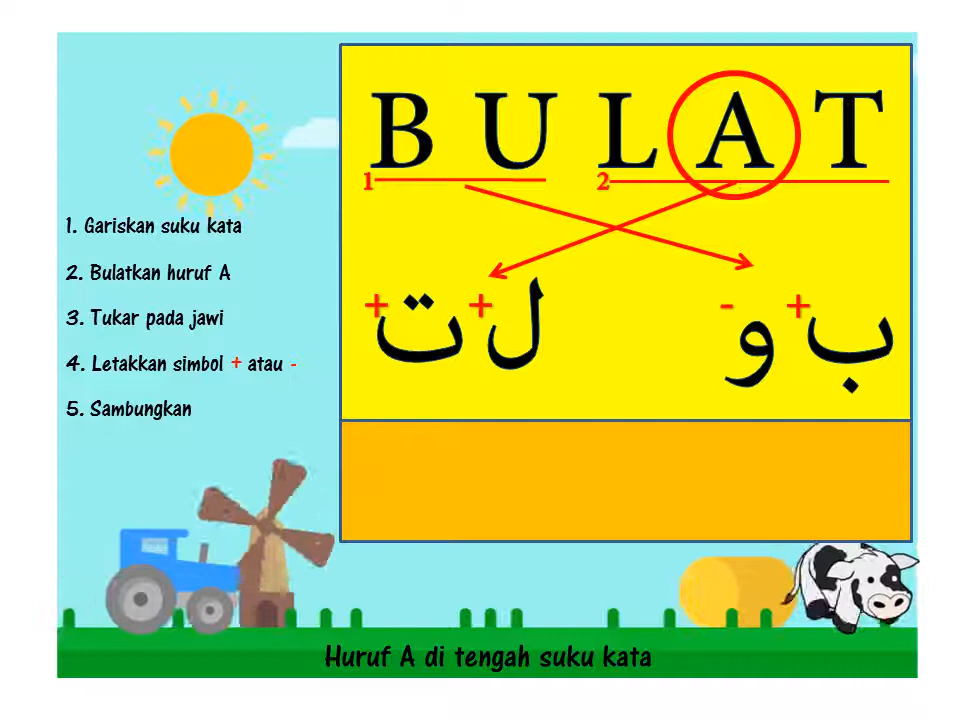 B U L A T
1 2
+ ت + ل - و + ب
1. Gariskan suku kata
2. Bulatkan huruf A
3. Tukar pada jawi
4. Letakkan simbol + atau -
5. Sambungkan
Huruf A di tengah suku kata